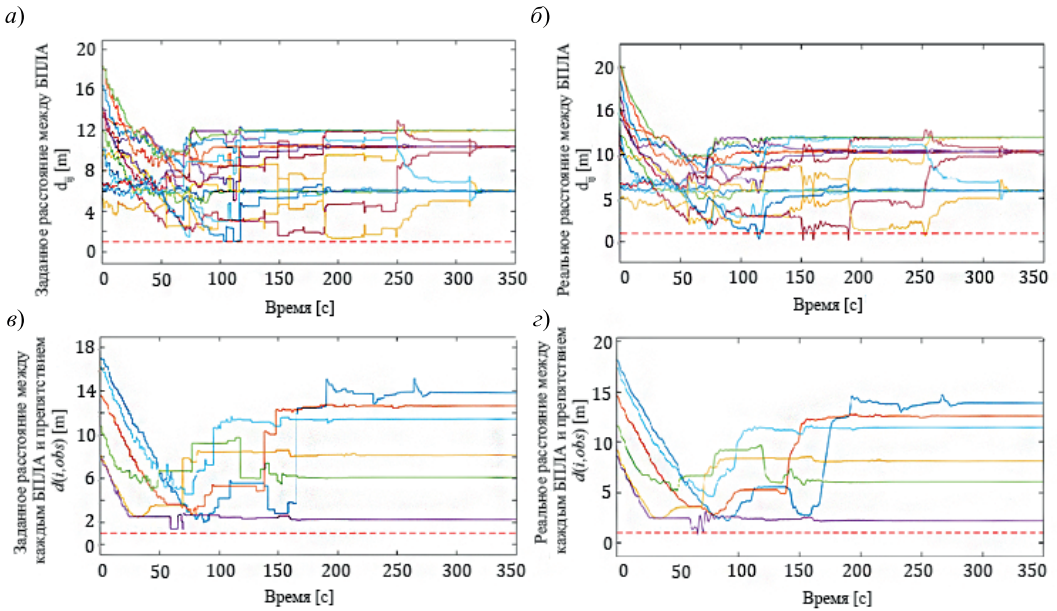 а)
Заданное расстояние между БПЛА
d_ij [m]
20
16
12
8
4
0
0 50 100 150 200 250 300 350
Время [с]
б)
Реальное расстояние между БПЛА
d_ij [m]
20
15
10
5
0
0 50 100 150 200 250 300 350
Время [с]
в)
Заданное расстояние между
каждым БПЛА и препятствием
d(i,obs) [m]
18
14
10
6
2
0
0 50 100 150 200 250 300 350
Время [с]
г)
Реальное расстояние между
каждым БПЛА и препятствием
d(i,obs) [m]
20
15
10
5
0
0 50 100 150 200 250 300 350
Время [с]